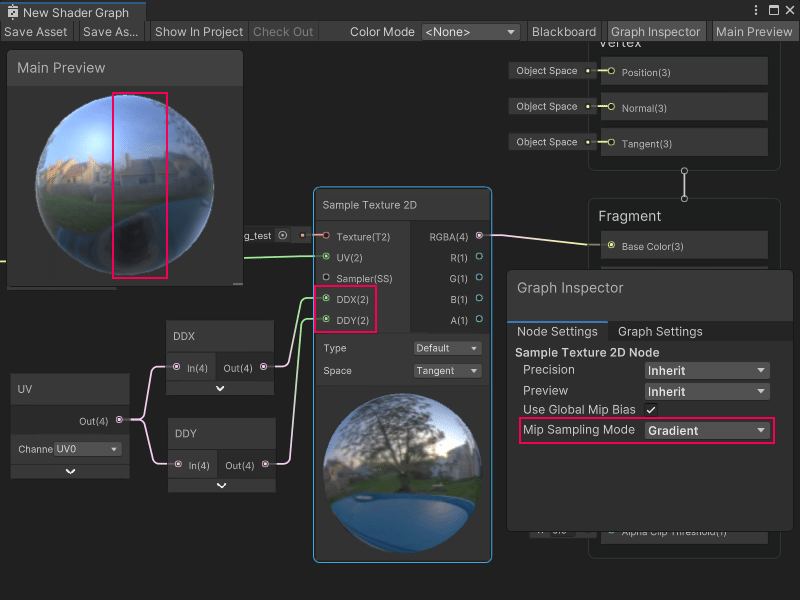 New Shader Graph
Save Asset Save As... Show In Project Check Out Color Mode <None> Blackboard Graph Inspector Main Preview
Main Preview
Vertex
Object Space Position(3)
Object Space Normal(3)
Object Space Tangent(3)
Sample Texture 2D
g_test Texture(T2) RGBA(4)
UV(2) R(1)
Sampler(SS) G(1)
DDX(2) B(1)
DDY(2) A(1)
Type Default
Space Tangent
Fragment
Base Color(3)
DDX
In(4) Out(4)
UV
Out(4)
Channe UV0
DDY
In(4) Out(4)
Graph Inspector
Node Settings Graph Settings
Sample Texture 2D Node
Precision Inherit
Preview Inherit
Use Global Mip Bias
Mip Sampling Mode Gradient
Alpha Clip Threshold(1)